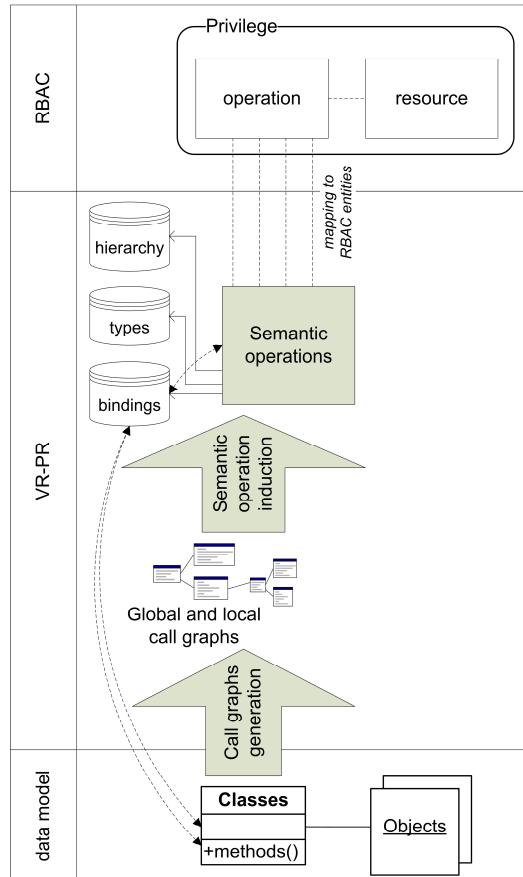 RBAC
Privilege
operation
resource
mapping to
RBAC entities
VR-PR
hierarchy
types
bindings
Semantic
operations
Semantic
operation
induction
Global and local
call graphs
Call graphs
generation
data model
Classes
+methods()
Objects